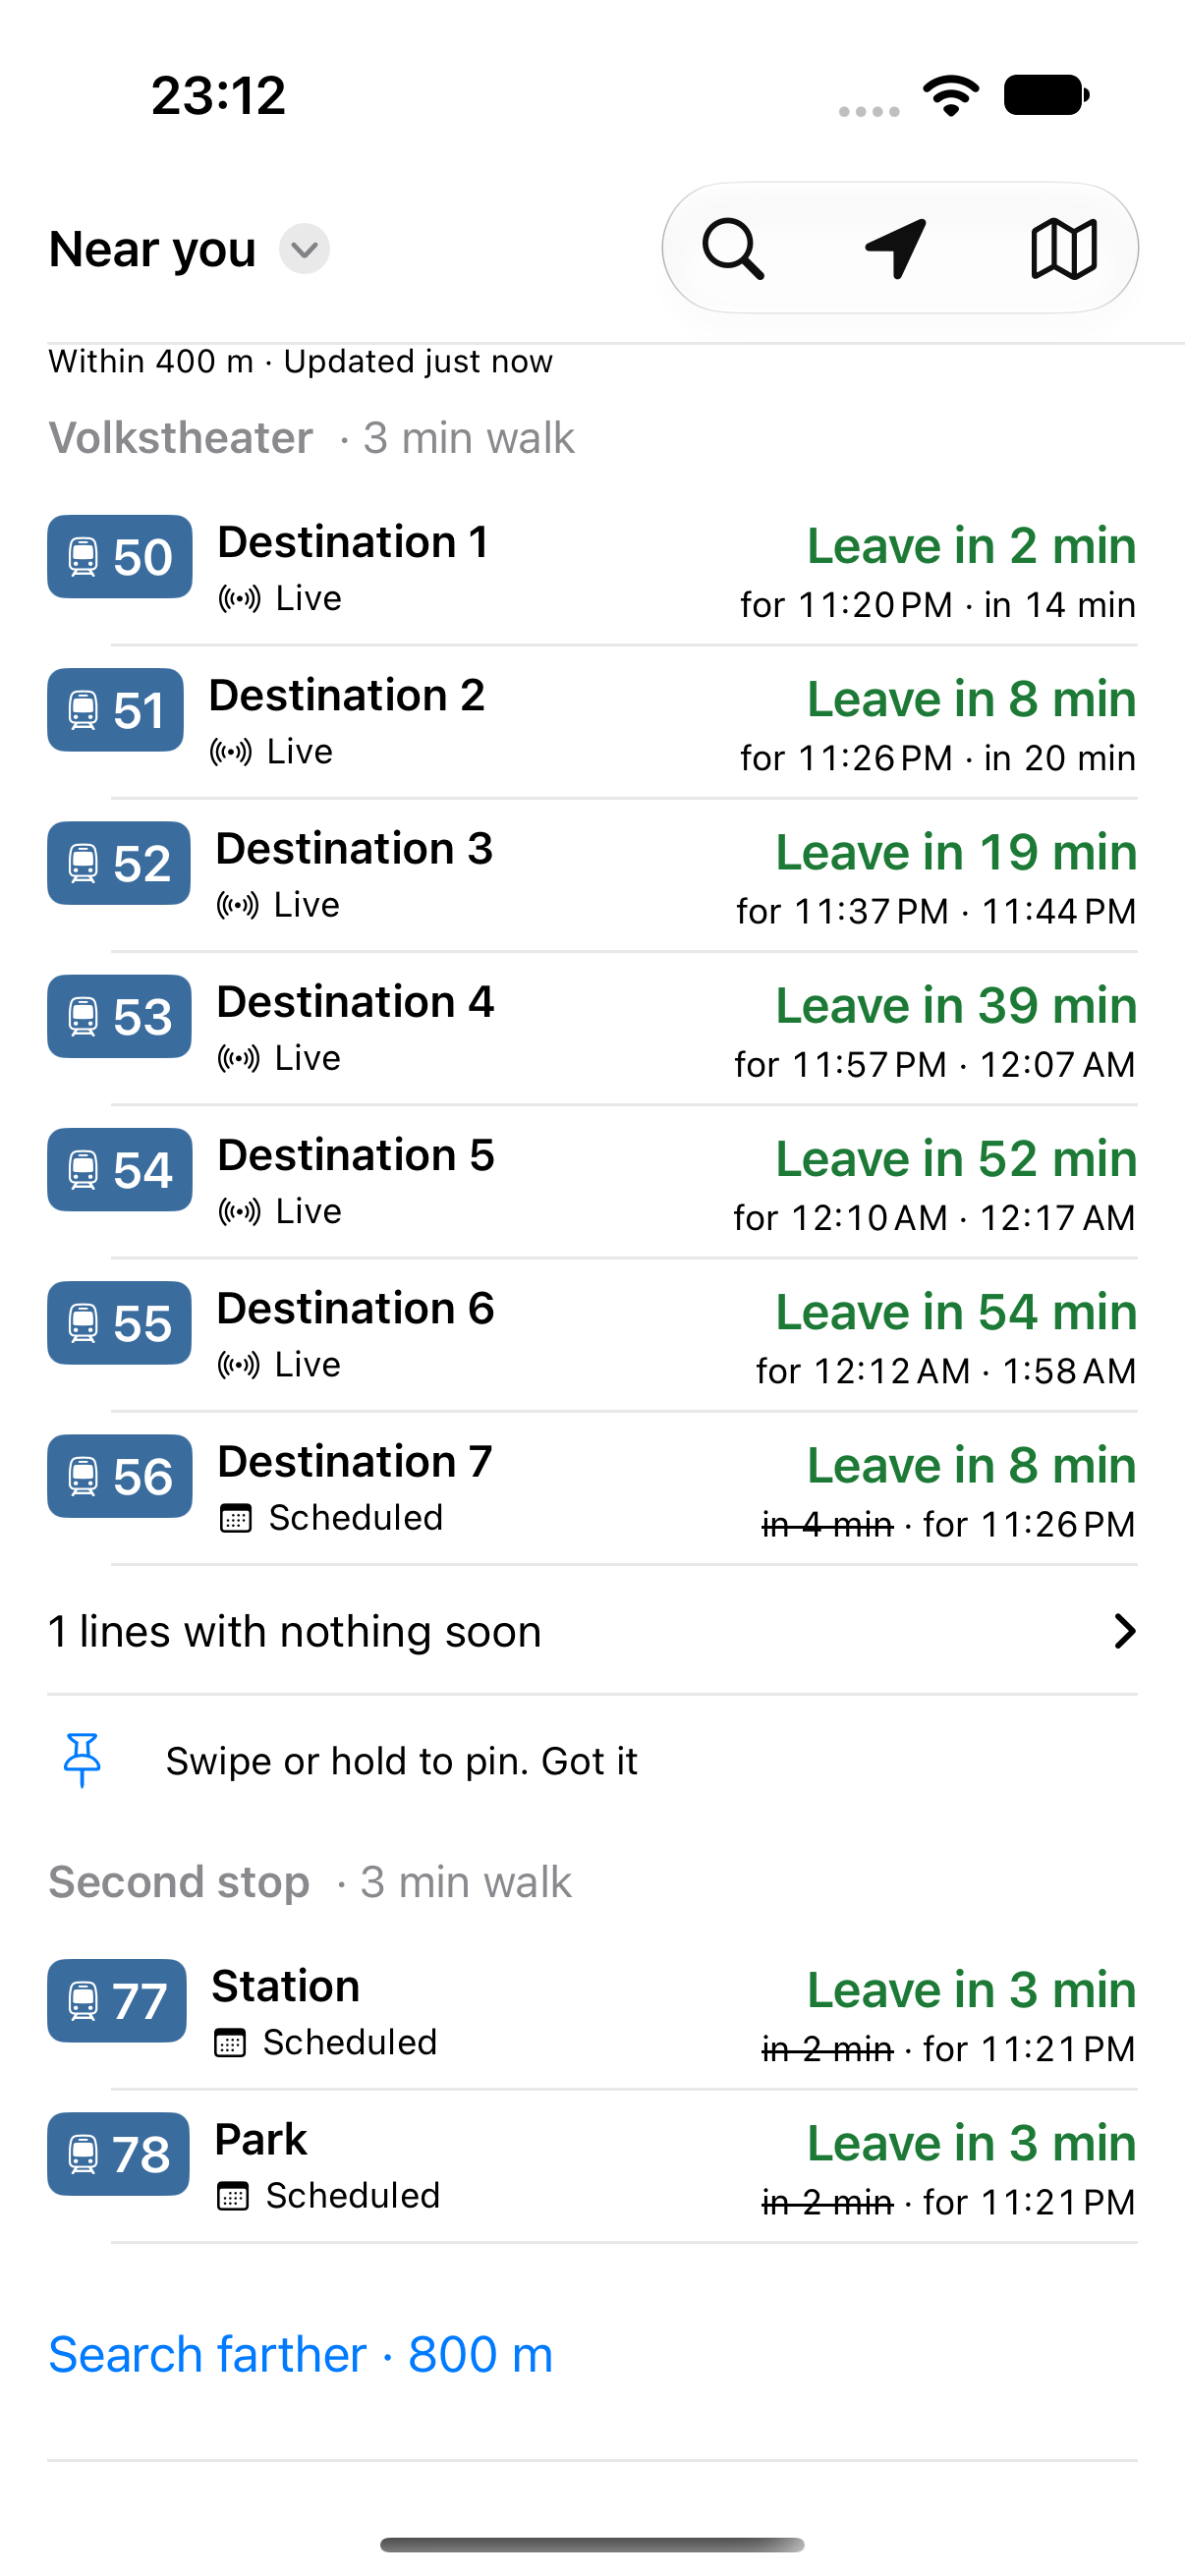 23:12
Near you
Within 400 m · Updated just now
Volkstheater · 3 min walk
50 Destination 1 Leave in 2 min
Live for 11:20 PM · in 14 min
51 Destination 2 Leave in 8 min
Live for 11:26 PM · in 20 min
52 Destination 3 Leave in 19 min
Live for 11:37 PM · 11:44 PM
53 Destination 4 Leave in 39 min
Live for 11:57 PM · 12:07 AM
54 Destination 5 Leave in 52 min
Live for 12:10 AM · 12:17 AM
55 Destination 6 Leave in 54 min
Live for 12:12 AM · 1:58 AM
56 Destination 7 Leave in 8 min
Scheduled in 4 min · for 11:26 PM
1 lines with nothing soon
Swipe or hold to pin. Got it
Second stop · 3 min walk
77 Station Leave in 3 min
Scheduled in 2 min · for 11:21 PM
78 Park Leave in 3 min
Scheduled in 2 min · for 11:21 PM
Search farther · 800 m